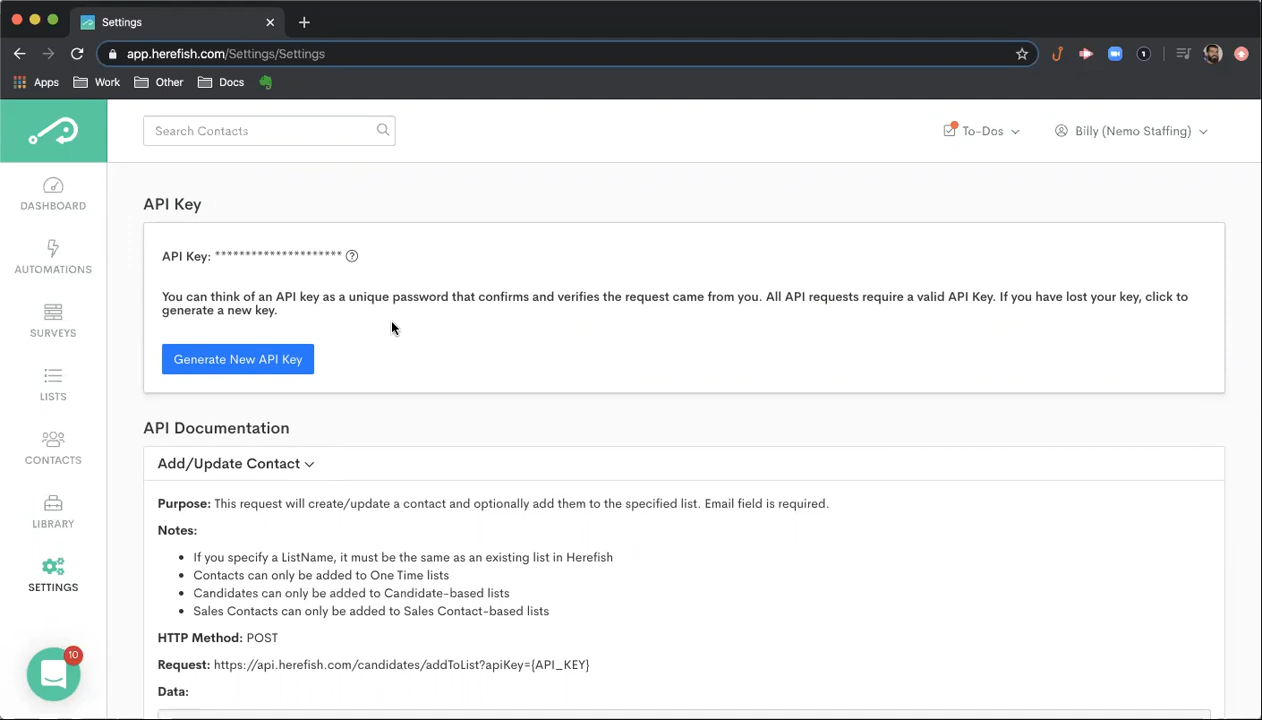 Settings
app.herefish.com/Settings/Settings
1
Apps Work Other Docs
Search Contacts
To-Dos
Billy (Nemo Staffing)
DASHBOARD
AUTOMATIONS
SURVEYS
LISTS
CONTACTS
LIBRARY
SETTINGS
10
API Key
API Key: *********************
?
You can think of an API key as a unique password that confirms and verifies the request came from you. All API requests require a valid API Key. If you have lost your key, click to
generate a new key.
Generate New API Key
API Documentation
Add/Update Contact
Purpose: This request will create/update a contact and optionally add them to the specified list. Email field is required.
Notes:
• If you specify a ListName, it must be the same as an existing list in Herefish
• Contacts can only be added to One Time lists
• Candidates can only be added to Candidate-based lists
• Sales Contacts can only be added to Sales Contact-based lists
HTTP Method: POST
Request: https://api.herefish.com/candidates/addToList?apiKey={API_KEY}
Data: